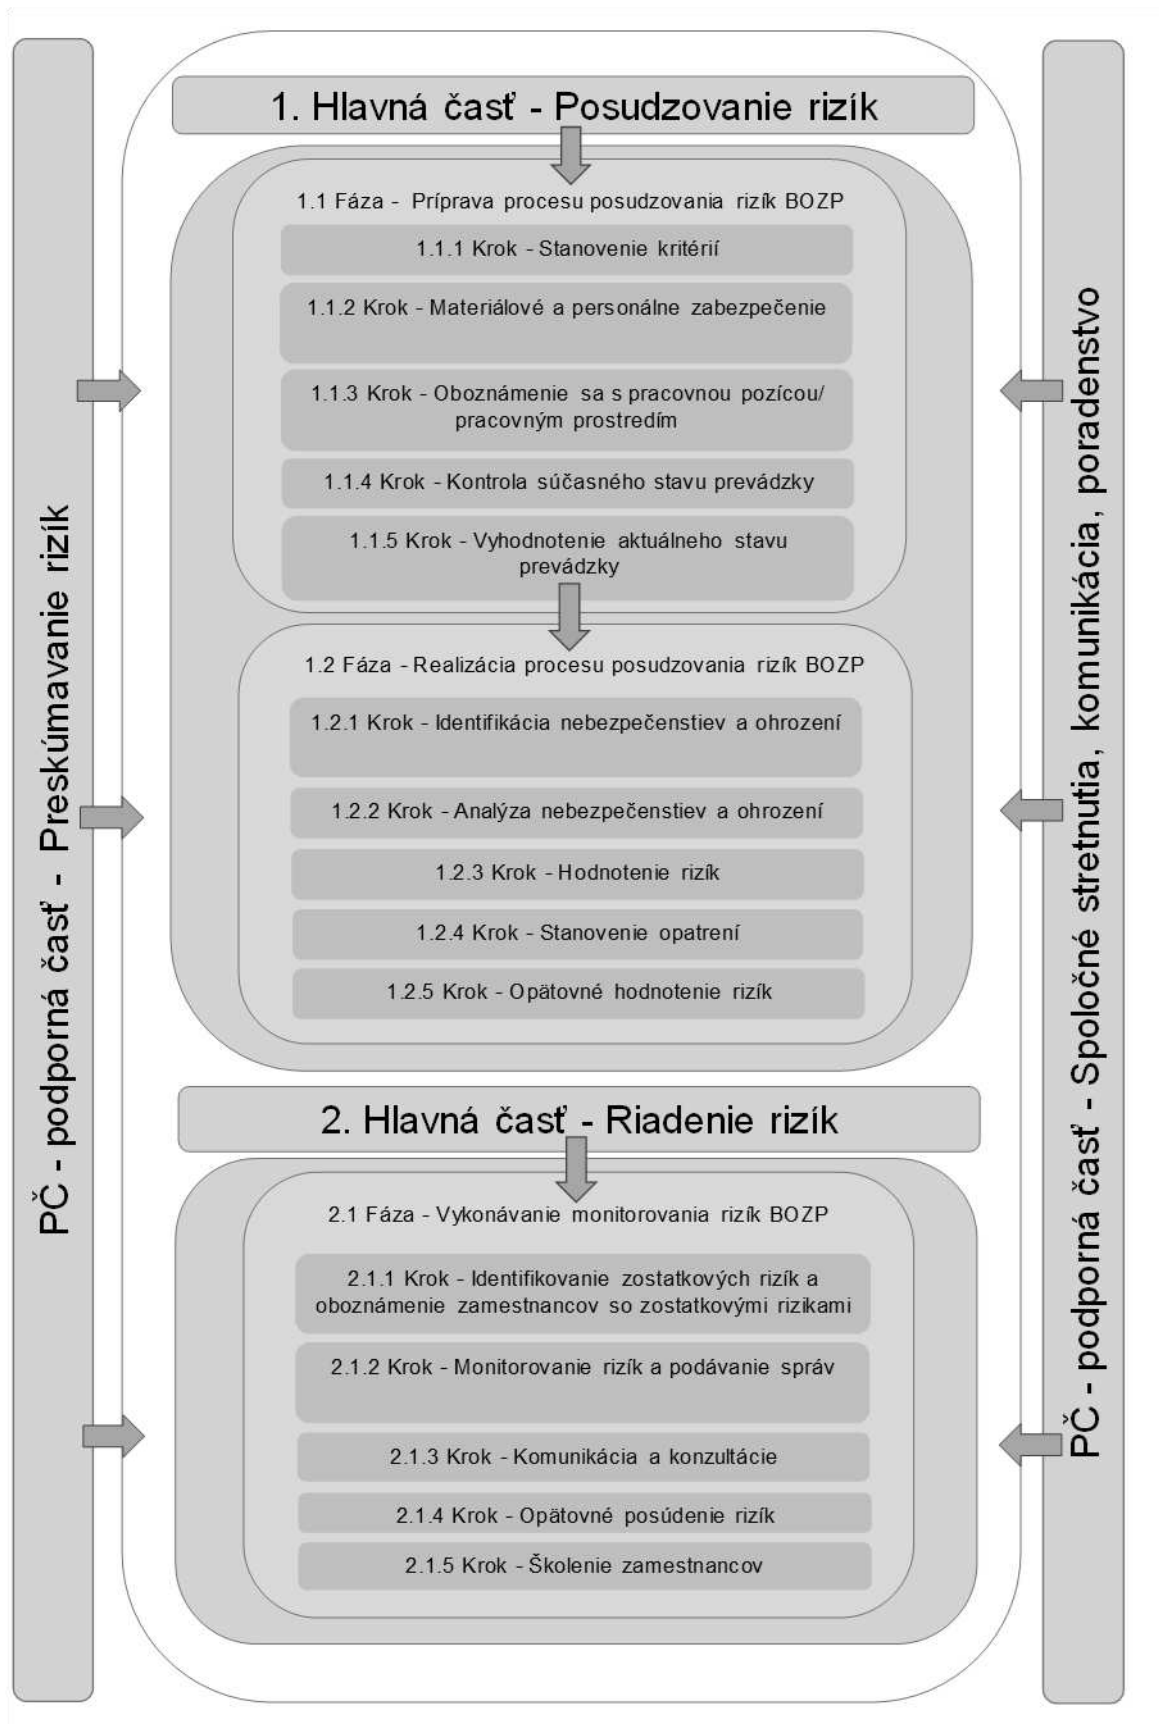 PČ - podporná časť - Preskúmavanie rizík
1. Hlavná časť - Posudzovanie rizík
1.1 Fáza - Príprava procesu posudzovania rizík BOZP
1.1.1 Krok - Stanovenie kritérií
1.1.2 Krok - Materiálové a personálne zabezpečenie
1.1.3 Krok - Oboznámenie sa s pracovnou pozícou/
pracovným prostredím
1.1.4 Krok - Kontrola súčasného stavu prevádzky
1.1.5 Krok - Vyhodnotenie aktuálneho stavu
prevádzky
1.2 Fáza - Realizácia procesu posudzovania rizík BOZP
1.2.1 Krok - Identifikácia nebezpečenstiev a ohrození
1.2.2 Krok - Analýza nebezpečenstiev a ohrození
1.2.3 Krok - Hodnotenie rizík
1.2.4 Krok - Stanovenie opatrení
1.2.5 Krok - Opätovné hodnotenie rizík
2. Hlavná časť - Riadenie rizík
2.1 Fáza - Vykonávanie monitorovania rizík BOZP
2.1.1 Krok - Identifikovanie zostatkových rizík a
oboznámenie zamestnancov so zostatkovými rizikami
2.1.2 Krok - Monitorovanie rizík a podávanie správ
2.1.3 Krok - Komunikácia a konzultácie
2.1.4 Krok - Opätovné posúdenie rizík
2.1.5 Krok - Školenie zamestnancov
PČ - podporná časť - Spoločné stretnutia, komunikácia, poradenstvo